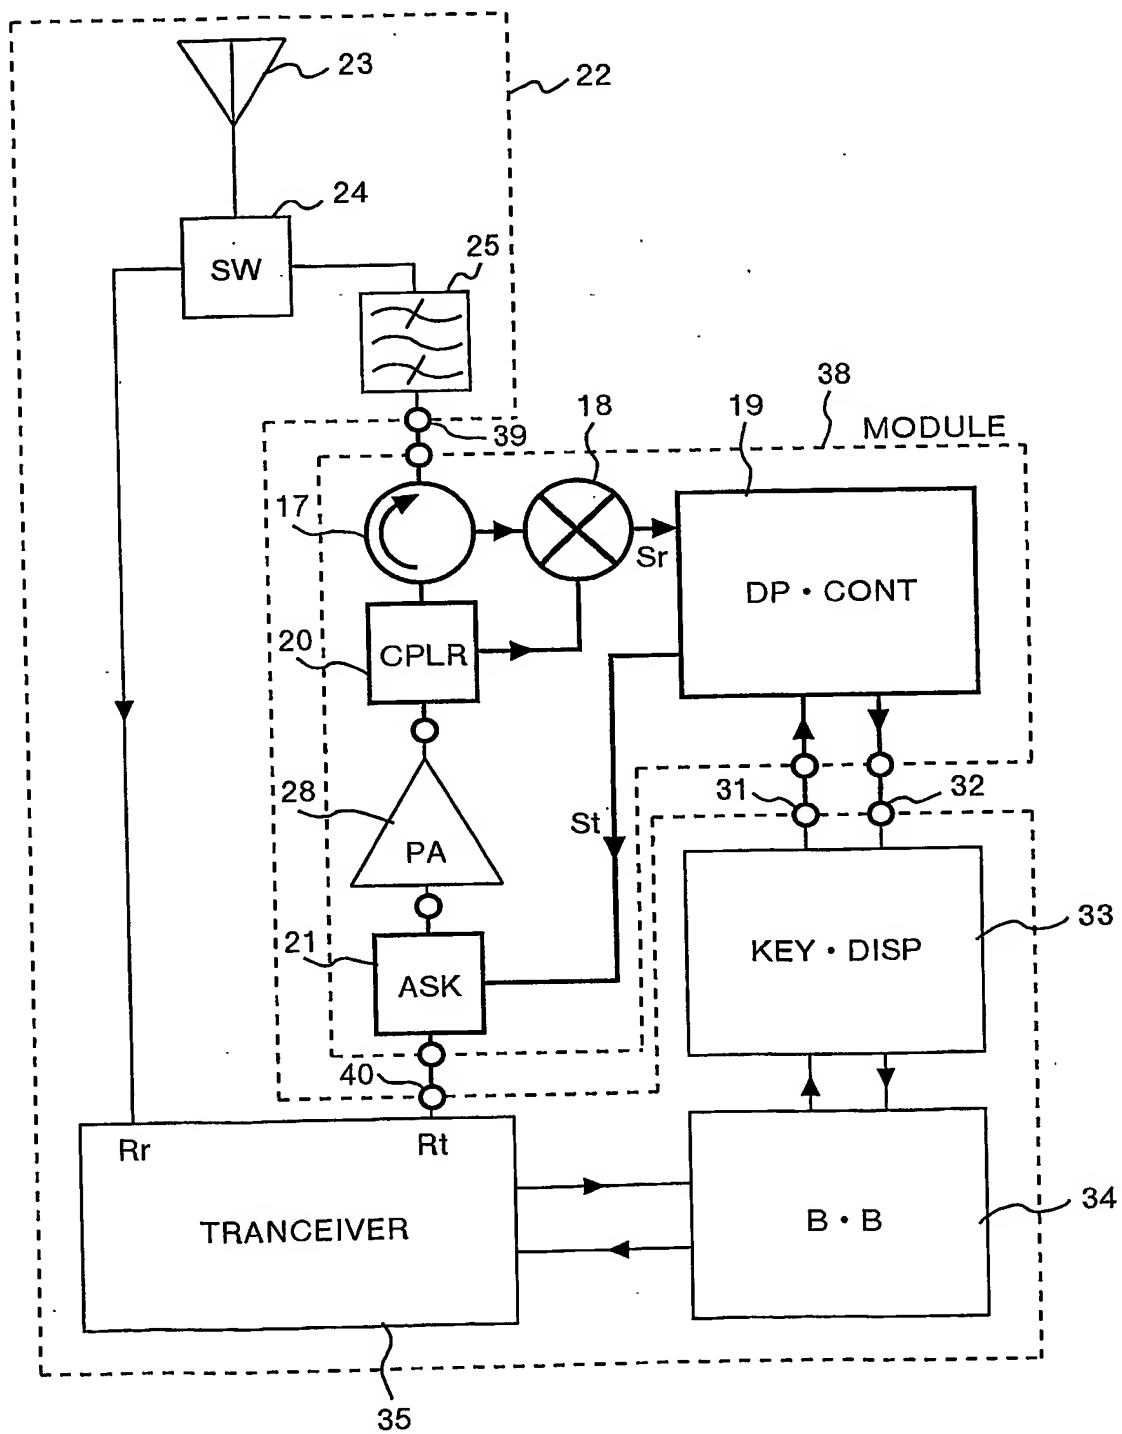 23
22
24
SW
25
38
18
19
MODULE
39
17
Sr
DP・CONT
20
CPLR
31
32
28
St
PA
33
21
KEY・DISP
ASK
40
Rr
Rt
34
B・B
TRANCEIVER
35